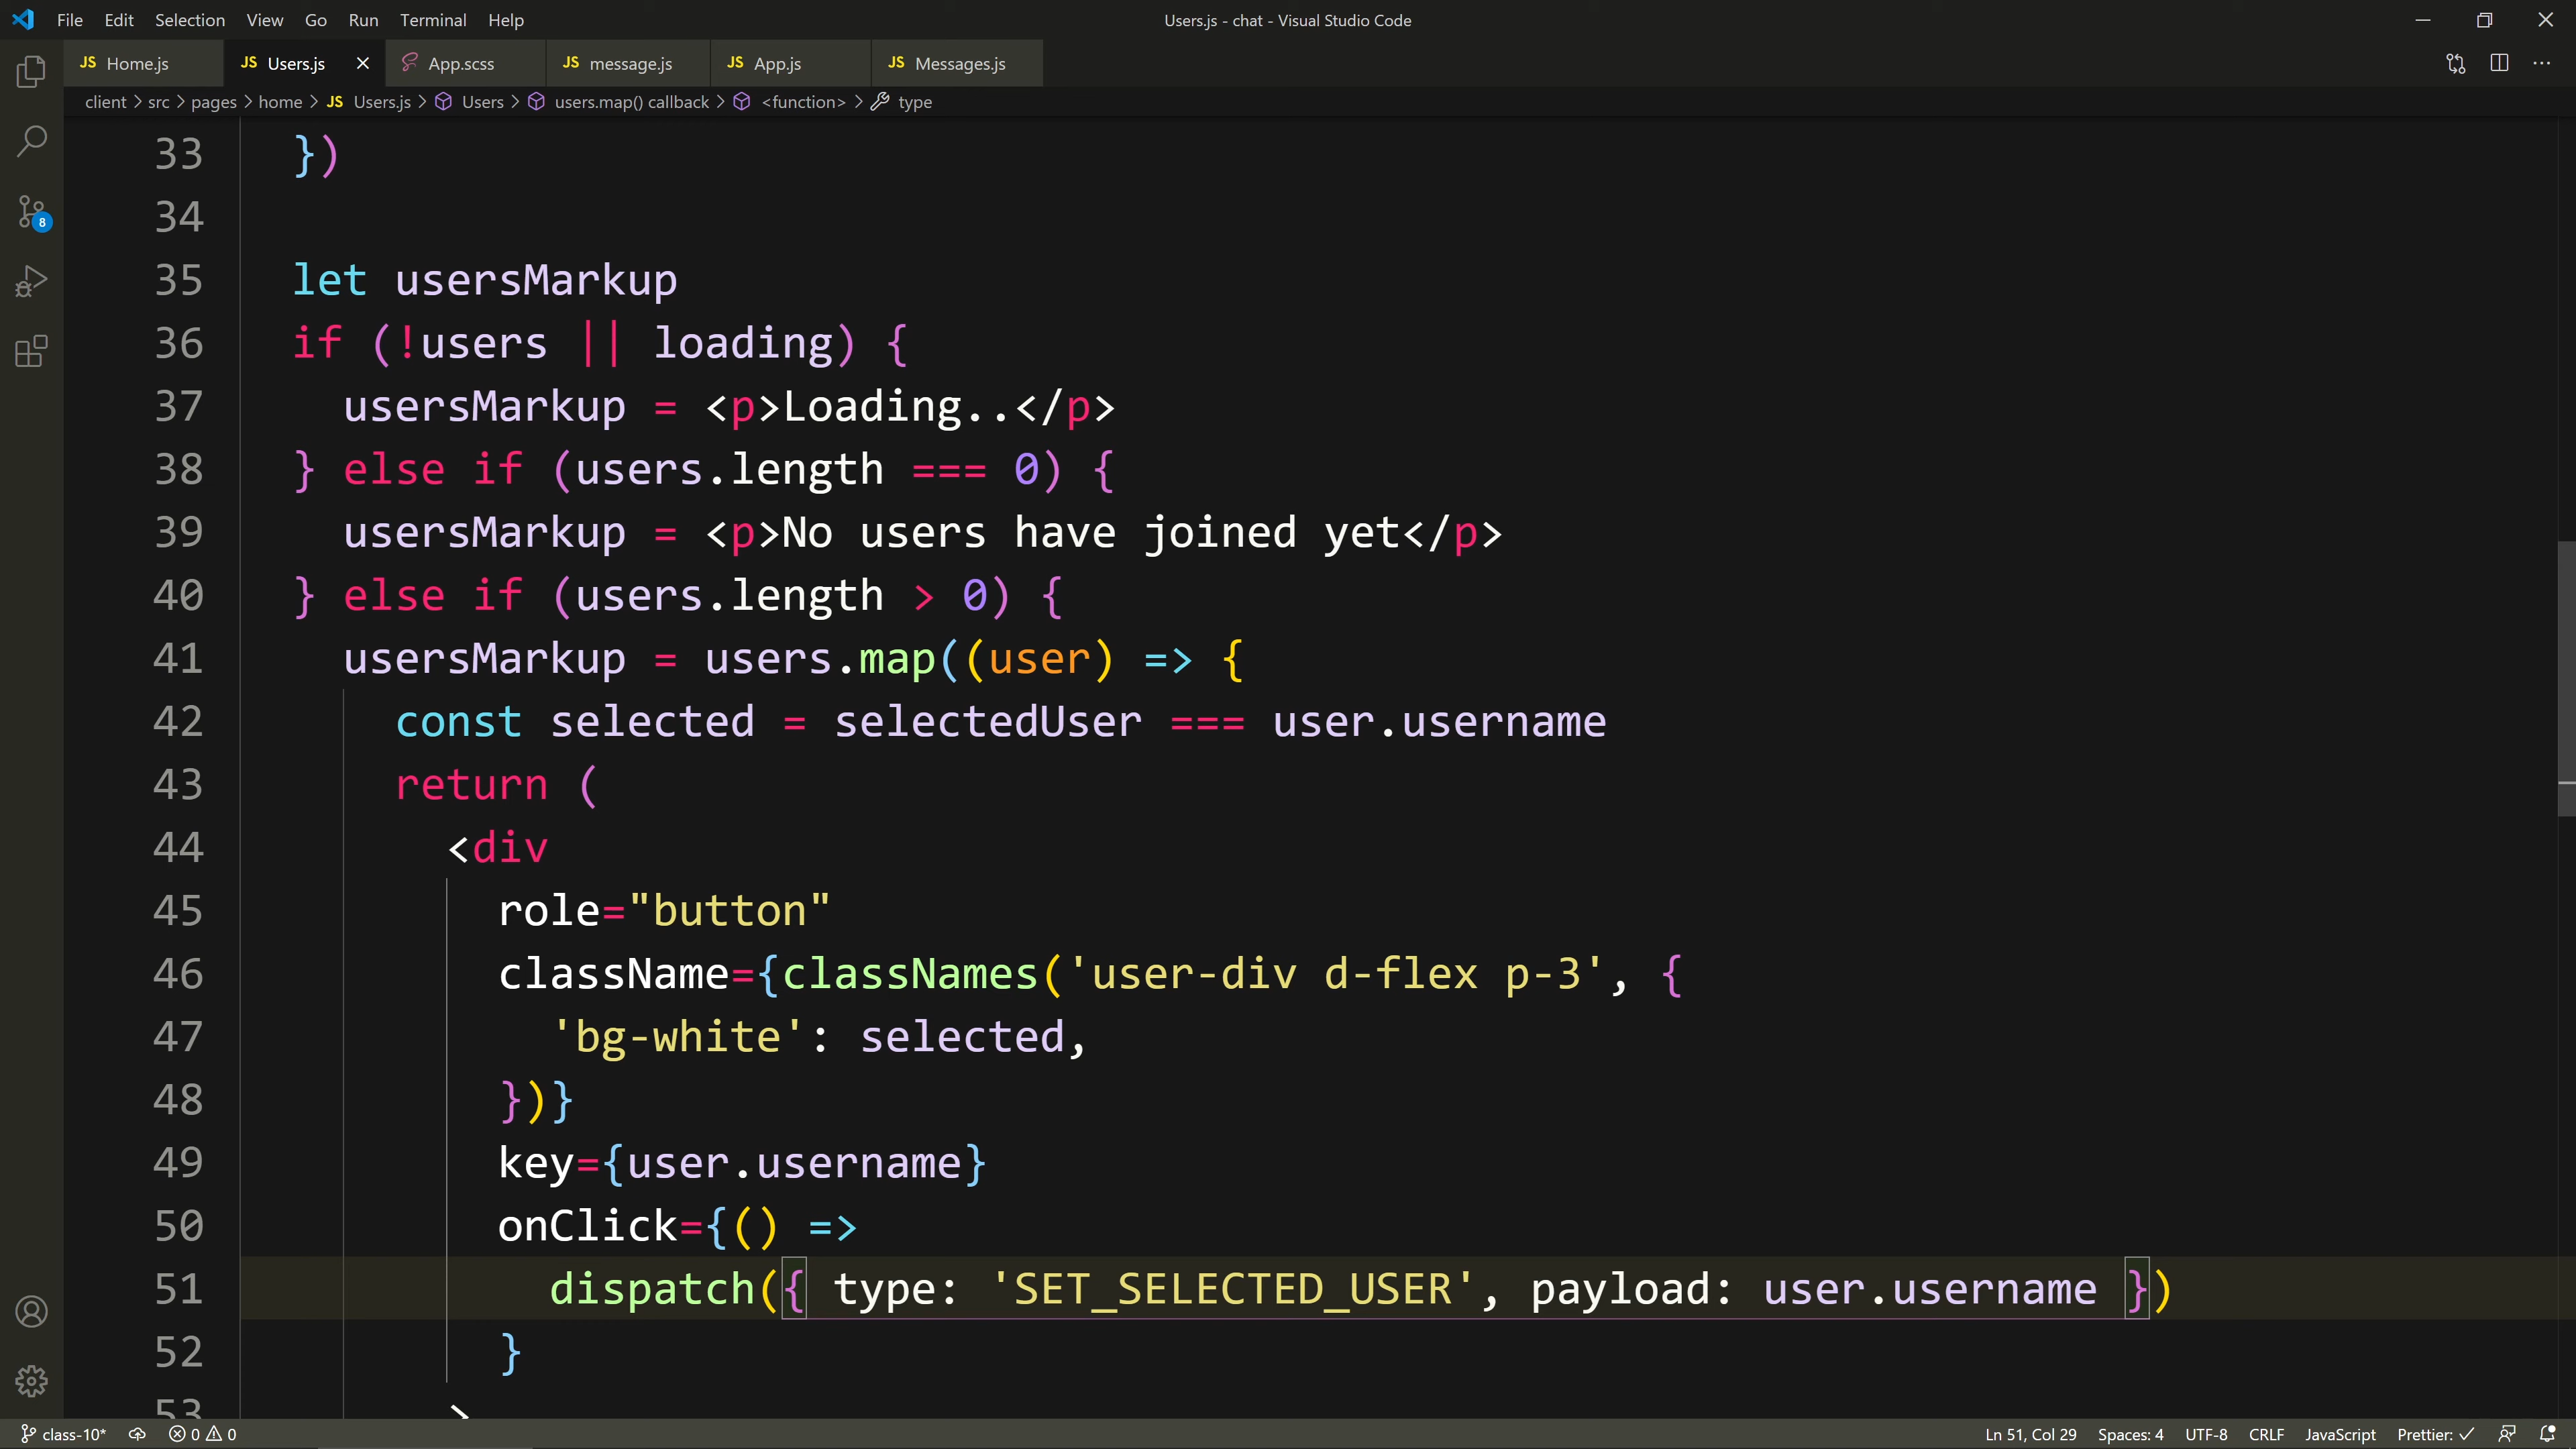 File Edit Selection View Go Run Terminal Help
Users.js - chat - Visual Studio Code
JS Home.js
JS Users.js
App.scss
JS message.js
JS App.js
JS Messages.js
client > src > pages > home > JS Users.js > Users > users.map() callback > <function> > type
33 })
34
35 let usersMarkup
36 if (!users || loading) {
37 usersMarkup = <p>Loading..</p>
38 } else if (users.length === 0) {
39 usersMarkup = <p>No users have joined yet</p>
40 } else if (users.length > 0) {
41 usersMarkup = users.map((user) => {
42 const selected = selectedUser === user.username
43 return (
44 <div
45 role="button"
46 className={classNames('user-div d-flex p-3', {
47 'bg-white': selected,
48 })}
49 key={user.username}
50 onClick={() =>
51 dispatch({ type: 'SET_SELECTED_USER', payload: user.username })
52 }
53 >
8
class-10* 0 0
Ln 51, Col 29 Spaces: 4 UTF-8 CRLF JavaScript Prettier: ✓